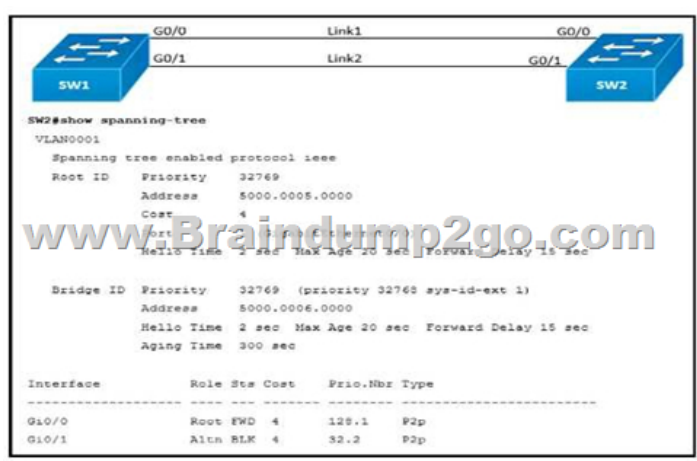 G0/0 Link1 G0/0
G0/1 Link2 G0/1
SW1 SW2
SW2#show spanning-tree
VLAN0001
Spanning tree enabled protocol ieee
Root ID Priority 32769
Address 5000.0005.0000
Cost 4
www.Braindump2go.com
Hello Time 2 sec Max Age 20 sec Forward Delay 15 sec
Bridge ID Priority 32769 (priority 32768 sys-id-ext 1)
Address 5000.0006.0000
Hello Time 2 sec Max Age 20 sec Forward Delay 15 sec
Aging Time 300 sec
Interface Role Sts Cost Prio.Nbr Type
------------------- ---- --- --------- -------- --------------------------------
Gi0/0 Root FWD 4 128.1 P2p
Gi0/1 Altn BLK 4 32.2 P2p